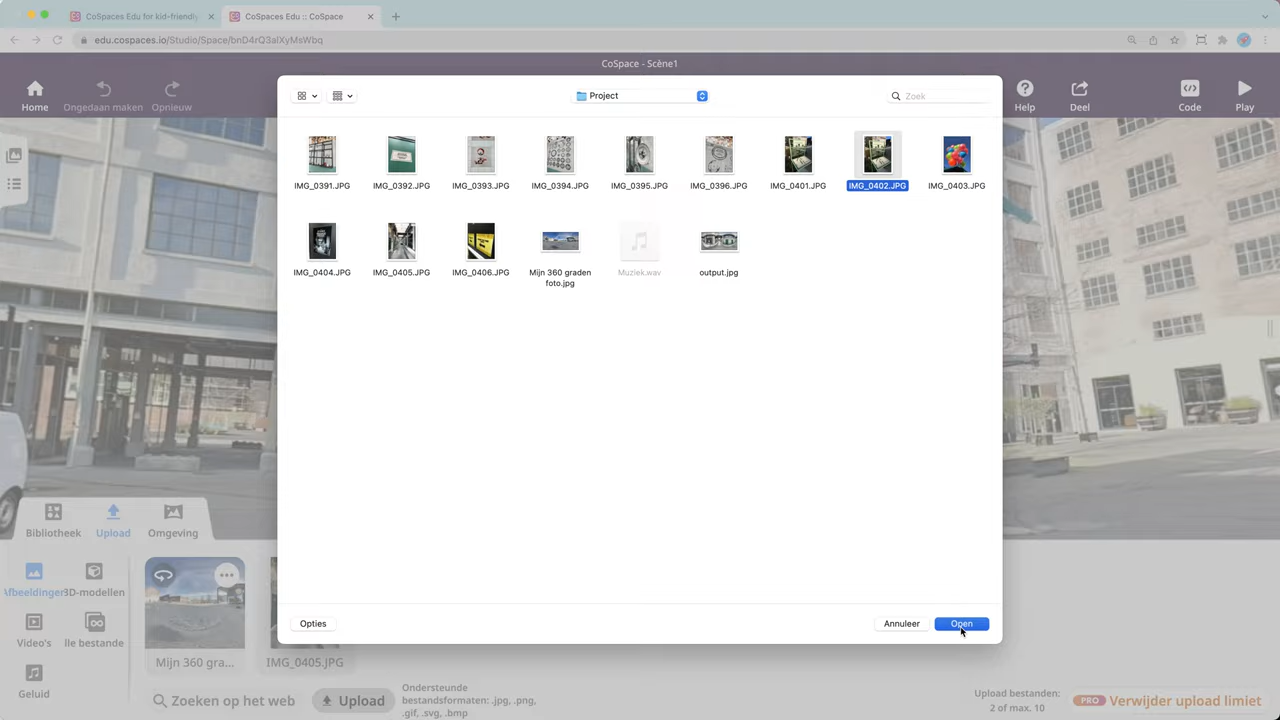 CoSpaces Edu for kid-friendly
CoSpaces Edu :: CoSpace
edu.cospaces.io/Studio/Space/bnD4rQ3alXyMsWbq
CoSpace - Scène1
Home
Ongedaan maken
Opnieuw
Help
Deel
Code
Play
Project
Zoek
IMG_0391.JPG
IMG_0392.JPG
IMG_0393.JPG
IMG_0394.JPG
IMG_0395.JPG
IMG_0396.JPG
IMG_0401.JPG
IMG_0402.JPG
IMG_0403.JPG
IMG_0404.JPG
IMG_0405.JPG
IMG_0406.JPG
Mijn 360 graden
foto.jpg
Muziek.wav
output.jpg
Opties
Annuleer
Open
Bibliotheek
Upload
Omgeving
Afbeeldingen
3D-modellen
Video's
lle bestande
Geluid
Mijn 360 gra...
IMG_0405.JPG
Zoeken op het web
Upload
Ondersteunde
bestandsformaten: .jpg, .png,
.gif, .svg, .bmp
Upload bestanden:
2 of max. 10
PRO Verwijder upload limiet